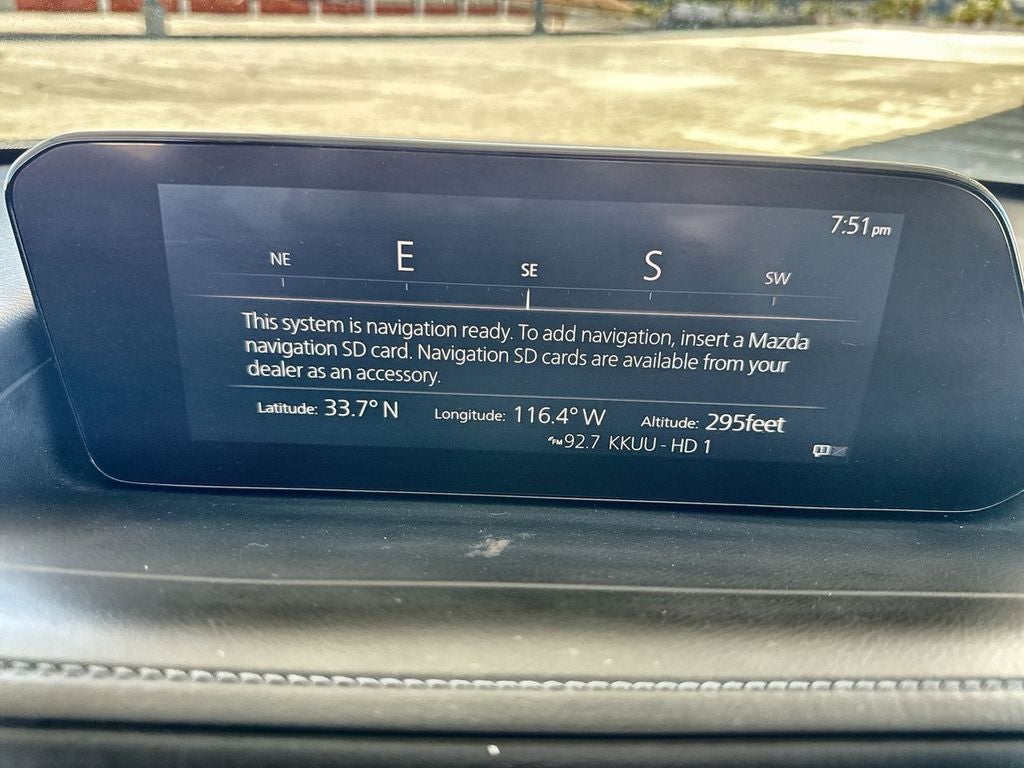 7:51pm
NE E SE S SW
This system is navigation ready. To add navigation, insert a Mazda
navigation SD card. Navigation SD cards are available from your
dealer as an accessory.
Latitude: 33.7° N Longitude: 116.4° W Altitude: 295feet
FM 92.7 KKUU - HD 1